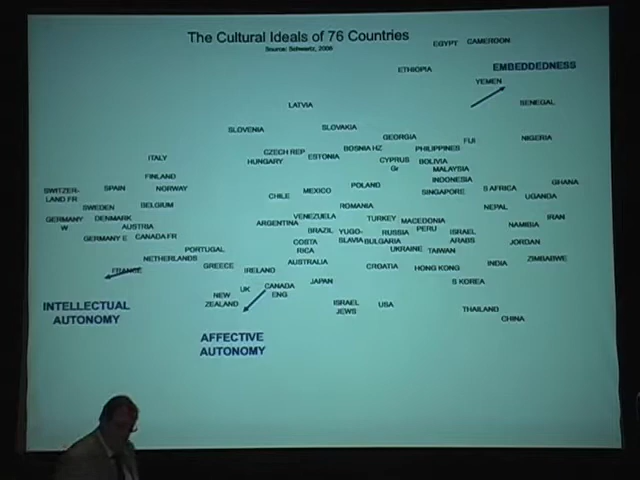 The Cultural Ideals of 76 Countries
Source: Schwartz, 2006
EGYPT CAMEROON
EMBEDDEDNESS
ETHIOPIA
YEMEN
SENEGAL
LATVIA
SLOVENIA
SLOVAKIA
GEORGIA
FIJI
NIGERIA
ITALY
CZECH REP
HUNGARY
ESTONIA
BOSNIA HZ
PHILIPPINES
CYPRUS
Gr
BOLIVIA
MALAYSIA
FINLAND
INDONESIA
GHANA
SWITZER-
LAND FR
SPAIN
NORWAY
CHILE
MEXICO
POLAND
SINGAPORE
S AFRICA
UGANDA
SWEDEN
BELGIUM
ROMANIA
NEPAL
GERMANY
W
DENMARK
AUSTRIA
ARGENTINA
VENEZUELA
TURKEY
MACEDONIA
IRAN
BRAZIL
YUGO-
SLAVIA
RUSSIA
PERU
NAMIBIA
GERMANY E
CANADA FR
COSTA
RICA
BULGARIA
ISRAEL
ARABS
JORDAN
PORTUGAL
UKRAINE
TAIWAN
NETHERLANDS
GREECE
AUSTRALIA
CROATIA
HONG KONG
INDIA
ZIMBABWE
FRANCE
IRELAND
JAPAN
S KOREA
UK
CANADA
ENG
NEW
ZEALAND
ISRAEL
JEWS
USA
THAILAND
CHINA
INTELLECTUAL
AUTONOMY
AFFECTIVE
AUTONOMY